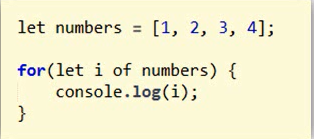 let numbers = [1, 2, 3, 4];
for(let i of numbers) {
    console.log(i);
}